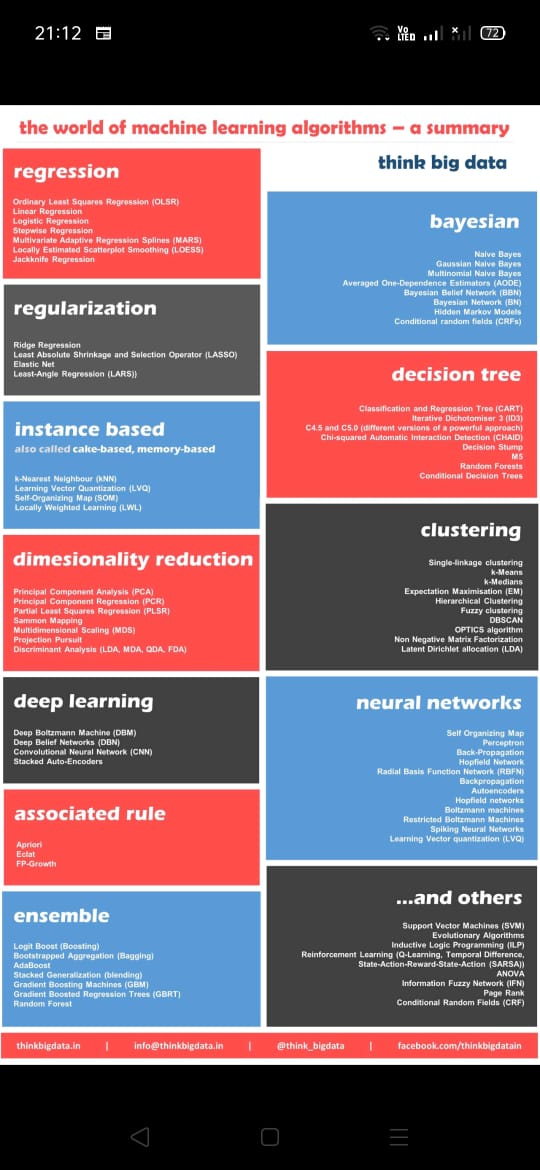 21:12
Vo
LTED
x
72
the world of machine learning algorithms – a summary
think big data
regression
Ordinary Least Squares Regression (OLSR)
Linear Regression
Logistic Regression
Stepwise Regression
Multivariate Adaptive Regression Splines (MARS)
Locally Estimated Scatterplot Smoothing (LOESS)
Jackknife Regression
regularization
Ridge Regression
Least Absolute Shrinkage and Selection Operator (LASSO)
Elastic Net
Least-Angle Regression (LARS))
instance based
also called cake-based, memory-based
k-Nearest Neighbour (kNN)
Learning Vector Quantization (LVQ)
Self-Organizing Map (SOM)
Locally Weighted Learning (LWL)
dimesionality reduction
Principal Component Analysis (PCA)
Principal Component Regression (PCR)
Partial Least Squares Regression (PLSR)
Sammon Mapping
Multidimensional Scaling (MDS)
Projection Pursuit
Discriminant Analysis (LDA, MDA, QDA, FDA)
deep learning
Deep Boltzmann Machine (DBM)
Deep Belief Networks (DBN)
Convolutional Neural Network (CNN)
Stacked Auto-Encoders
associated rule
Apriori
Eclat
FP-Growth
ensemble
Logit Boost (Boosting)
Bootstrapped Aggregation (Bagging)
AdaBoost
Stacked Generalization (blending)
Gradient Boosting Machines (GBM)
Gradient Boosted Regression Trees (GBRT)
Random Forest
bayesian
Naive Bayes
Gaussian Naive Bayes
Multinomial Naive Bayes
Averaged One-Dependence Estimators (AODE)
Bayesian Belief Network (BBN)
Bayesian Network (BN)
Hidden Markov Models
Conditional random fields (CRFs)
decision tree
Classification and Regression Tree (CART)
Iterative Dichotomiser 3 (ID3)
C4.5 and C5.0 (different versions of a powerful approach)
Chi-squared Automatic Interaction Detection (CHAID)
Decision Stump
M5
Random Forests
Conditional Decision Trees
clustering
Single-linkage clustering
k-Means
k-Medians
Expectation Maximisation (EM)
Hierarchical Clustering
Fuzzy clustering
DBSCAN
OPTICS algorithm
Non Negative Matrix Factorization
Latent Dirichlet allocation (LDA)
neural networks
Self Organizing Map
Perceptron
Back-Propagation
Hopfield Network
Radial Basis Function Network (RBFN)
Backpropagation
Autoencoders
Hopfield networks
Boltzmann machines
Restricted Boltzmann Machines
Spiking Neural Networks
Learning Vector quantization (LVQ)
...and others
Support Vector Machines (SVM)
Evolutionary Algorithms
Inductive Logic Programming (ILP)
Reinforcement Learning (Q-Learning, Temporal Difference,
State-Action-Reward-State-Action (SARSA))
ANOVA
Information Fuzzy Network (IFN)
Page Rank
Conditional Random Fields (CRF)
thinkbigdata.in | info@thinkbigdata.in | @think_bigdata | facebook.com/thinkbigdatain